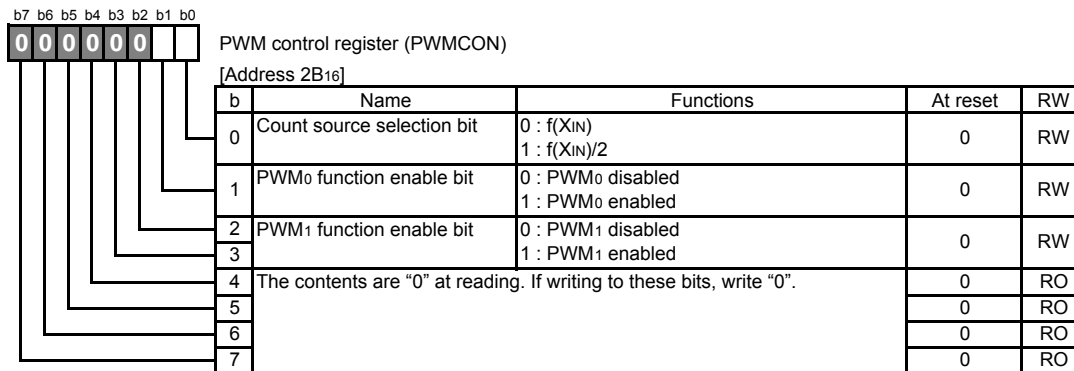 b7 b6 b5 b4 b3 b2 b1 b0
0 0 0 0 0 0
PWM control register (PWMCON)
[Address 2B16]
b Name Functions At reset RW
0 Count source selection bit 0 : f(XIN) 0 RW
1 : f(XIN)/2
1 PWM0 function enable bit 0 : PWM0 disabled 0 RW
1 : PWM0 enabled
2 PWM1 function enable bit 0 : PWM1 disabled 0 RW
3 1 : PWM1 enabled
4 The contents are “0” at reading. If writing to these bits, write “0”. 0 RO
5 0 RO
6 0 RO
7 0 RO